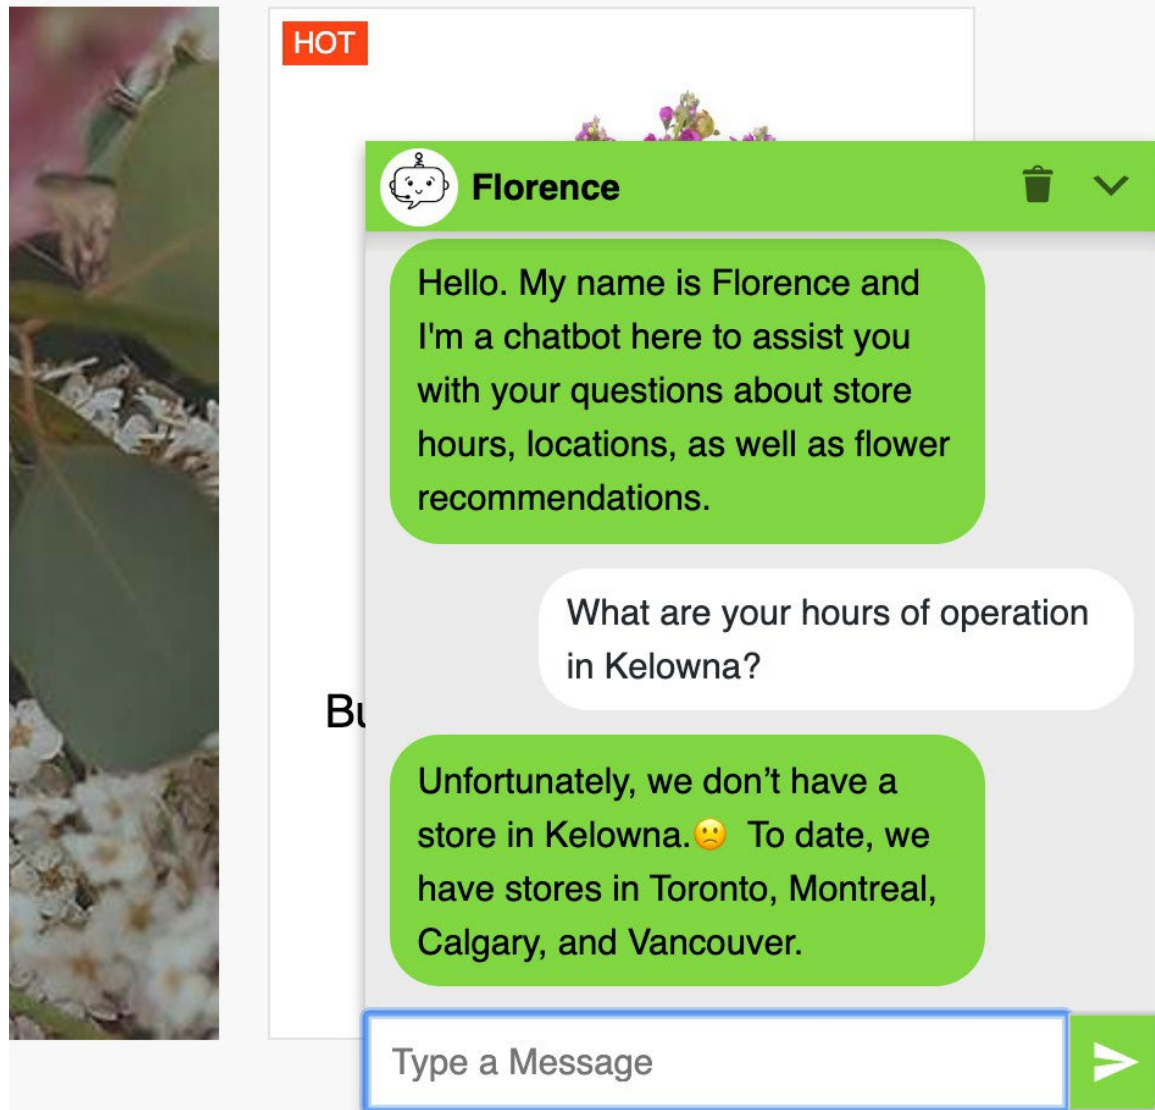 HOT
Florence
Hello. My name is Florence and
I'm a chatbot here to assist you
with your questions about store
hours, locations, as well as flower
recommendations.
What are your hours of operation
in Kelowna?
Bu
Unfortunately, we don’t have a
store in Kelowna.🙁 To date, we
have stores in Toronto, Montreal,
Calgary, and Vancouver.
Type a Message